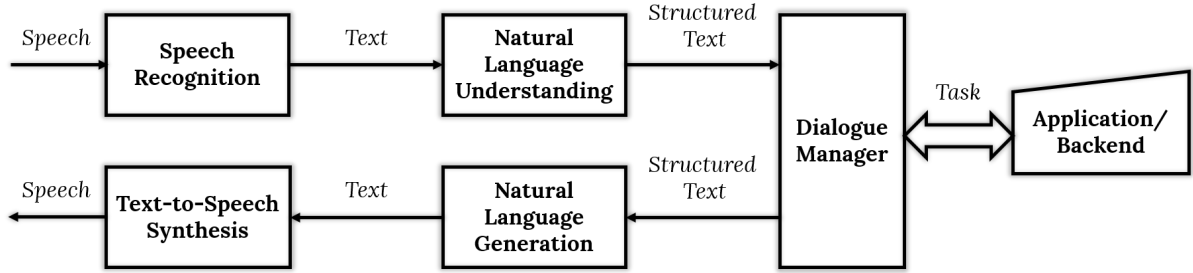 Speech
Speech
Recognition
Text
Natural
Language
Understanding
Structured
Text
Dialogue
Manager
Task
Application/
Backend
Speech
Text-to-Speech
Synthesis
Text
Natural
Language
Generation
Structured
Text